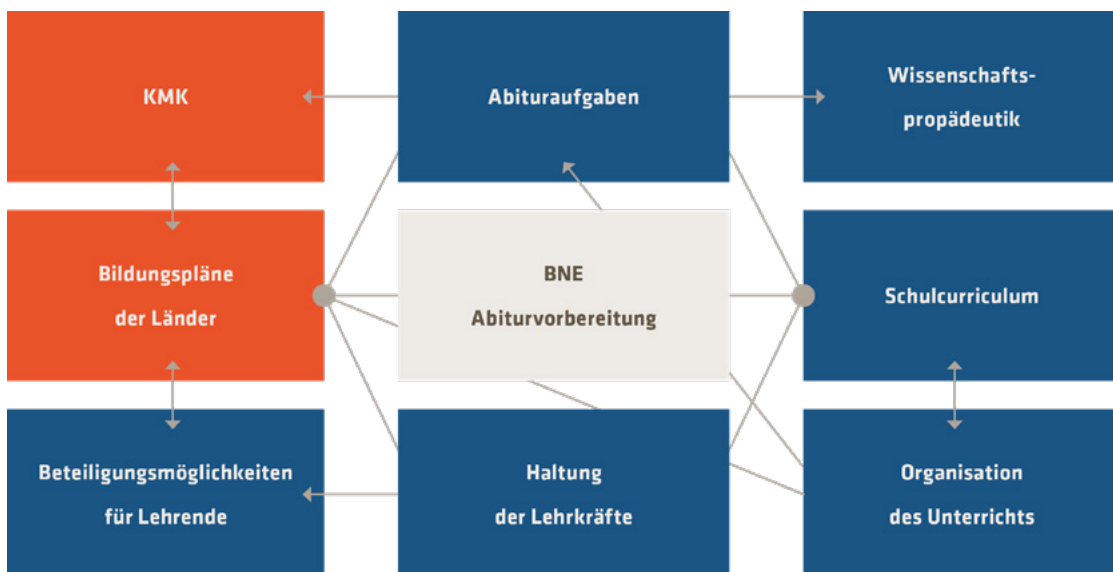 KMK
Abituraufgaben
Wissenschafts-
propädeutik
Bildungspläne
der Länder
BNE
Abiturvorbereitung
Schulcurriculum
Beteiligungsmöglichkeiten
für Lehrende
Haltung
der Lehrkräfte
Organisation
des Unterrichts